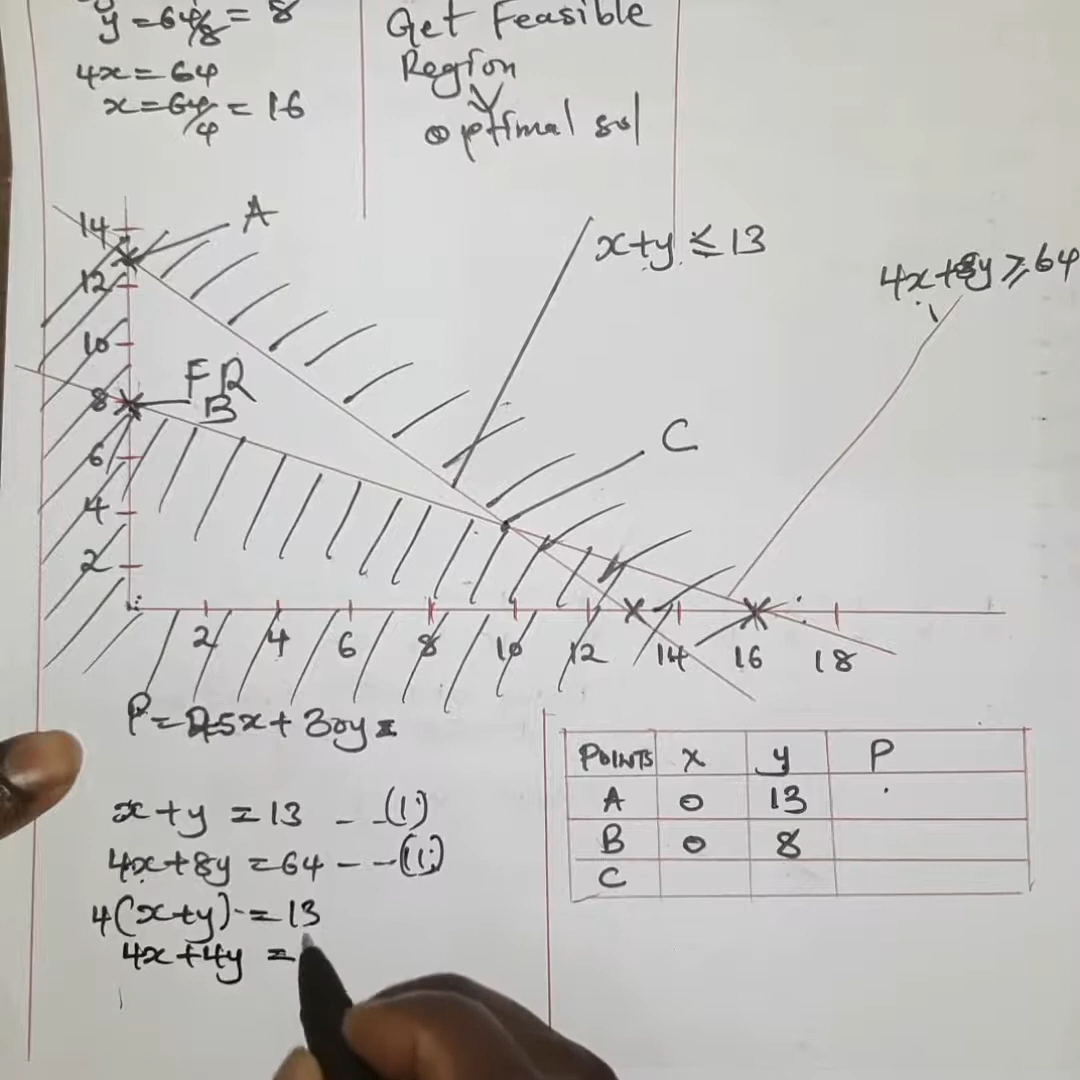 y = 64/8 = 8
4x = 64
x = 64/4 = 16
Get Feasible
Region
optimal sol
A
x+y ≤ 13
4x+8y ≥ 64
14
12
10
8
6
4
2
FR
B
C
2 4 6 8 10 12 14 16 18
P = 25x + 30y =
x+y = 13 - - (i)
4x+8y = 64 - - (ii)
4(x+y) = 13
4x+4y =
POINTS x y P
A 0 13
B 0 8
C